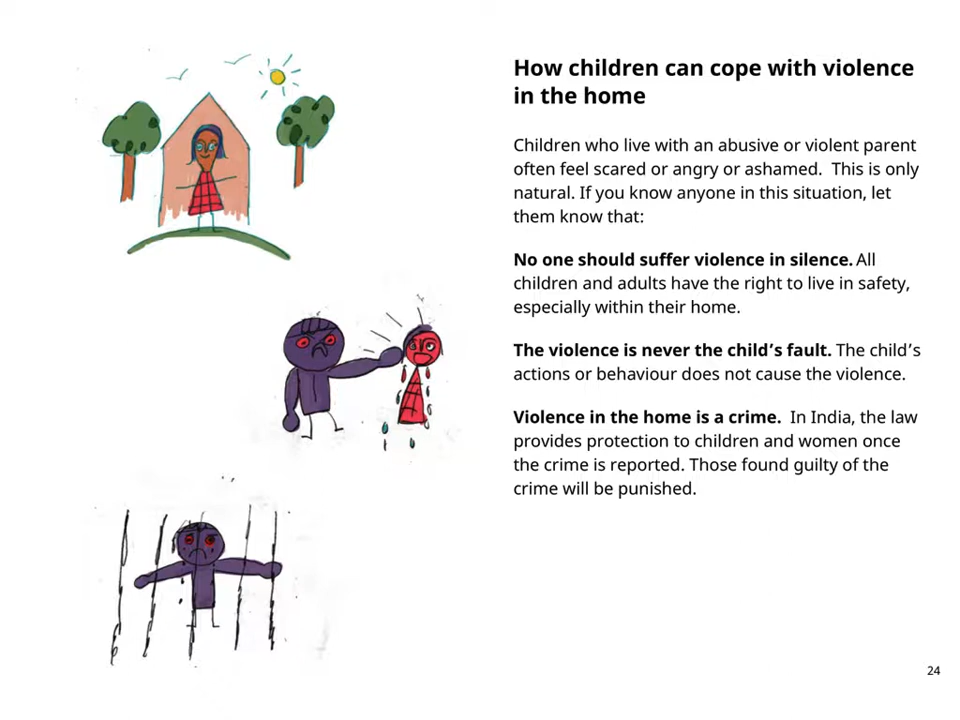 How children can cope with violence
in the home
Children who live with an abusive or violent parent
often feel scared or angry or ashamed.  This is only
natural. If you know anyone in this situation, let
them know that:
No one should suffer violence in silence. All
children and adults have the right to live in safety,
especially within their home.
The violence is never the child’s fault. The child’s
actions or behaviour does not cause the violence.
Violence in the home is a crime.  In India, the law
provides protection to children and women once
the crime is reported. Those found guilty of the
crime will be punished.
24